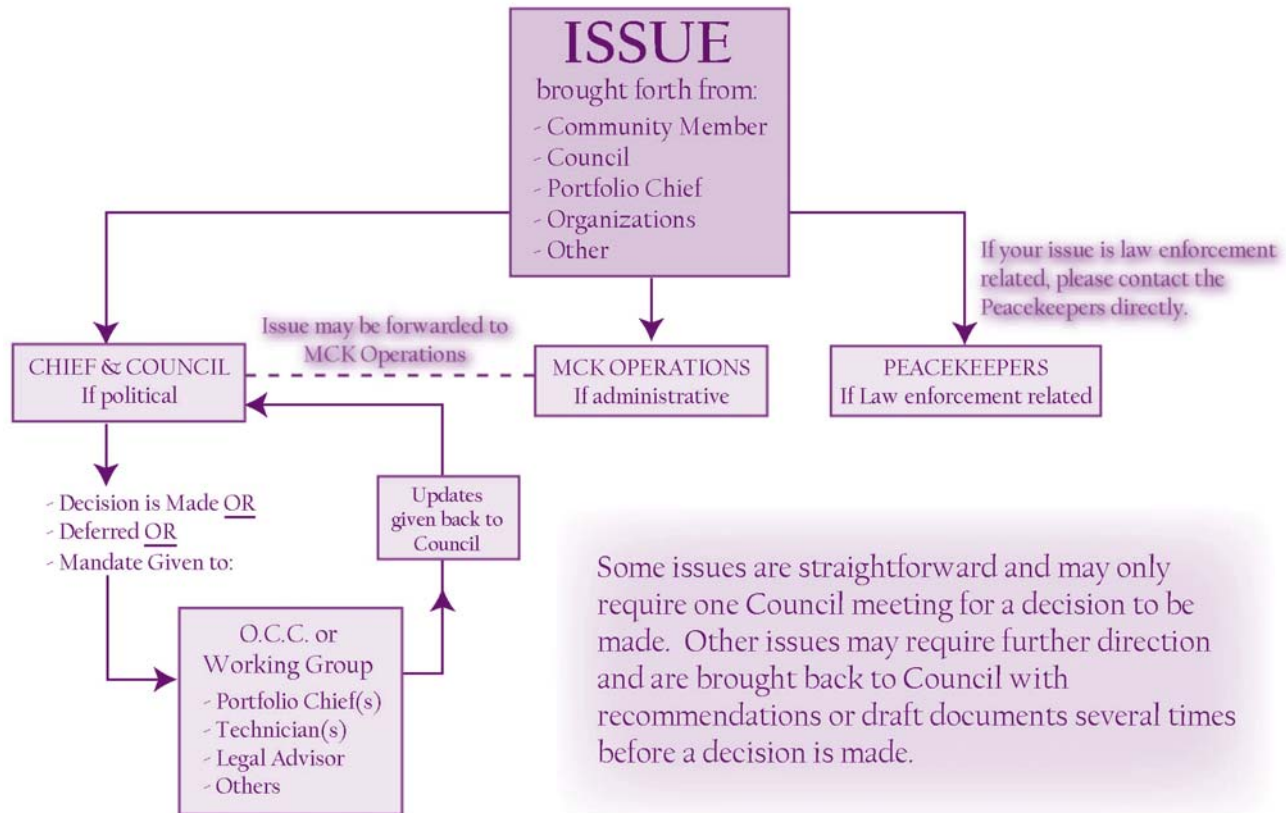 ISSUE
brought forth from:
- Community Member
- Council
- Portfolio Chief
- Organizations
- Other
If your issue is law enforcement
related, please contact the
Peacekeepers directly.
Issue may be forwarded to
MCK Operations
CHIEF & COUNCIL
If political
MCK OPERATIONS
If administrative
PEACEKEEPERS
If Law enforcement related
- Decision is Made OR
- Deferred OR
- Mandate Given to:
Updates
given back to
Council
O.C.C. or
Working Group
- Portfolio Chief(s)
- Technician(s)
- Legal Advisor
- Others
Some issues are straightforward and may only
require one Council meeting for a decision to be
made.  Other issues may require further direction
and are brought back to Council with
recommendations or draft documents several times
before a decision is made.